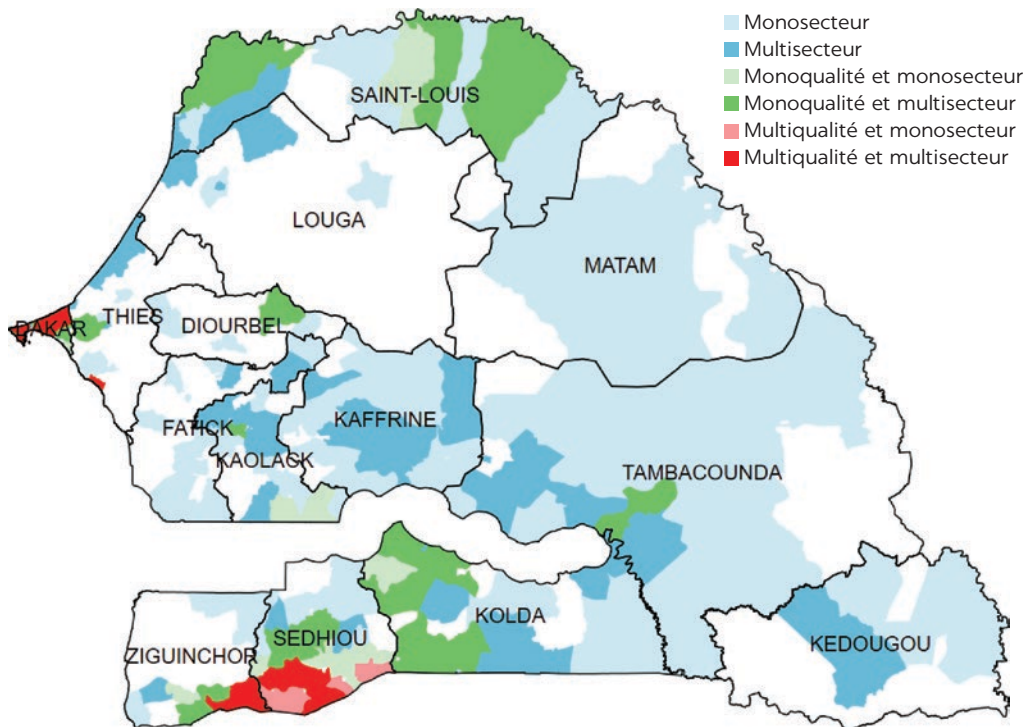 Monosecteur
Multisecteur
Monoqualité et monosecteur
Monoqualité et multisecteur
Multiqualité et monosecteur
Multiqualité et multisecteur
SAINT-LOUIS
LOUGA
MATAM
DAKAR
THIES
DIOURBEL
FATICK
KAOLACK
KAFFRINE
TAMBACOUNDA
ZIGUINCHOR
SEDHIOU
KOLDA
KEDOUGOU